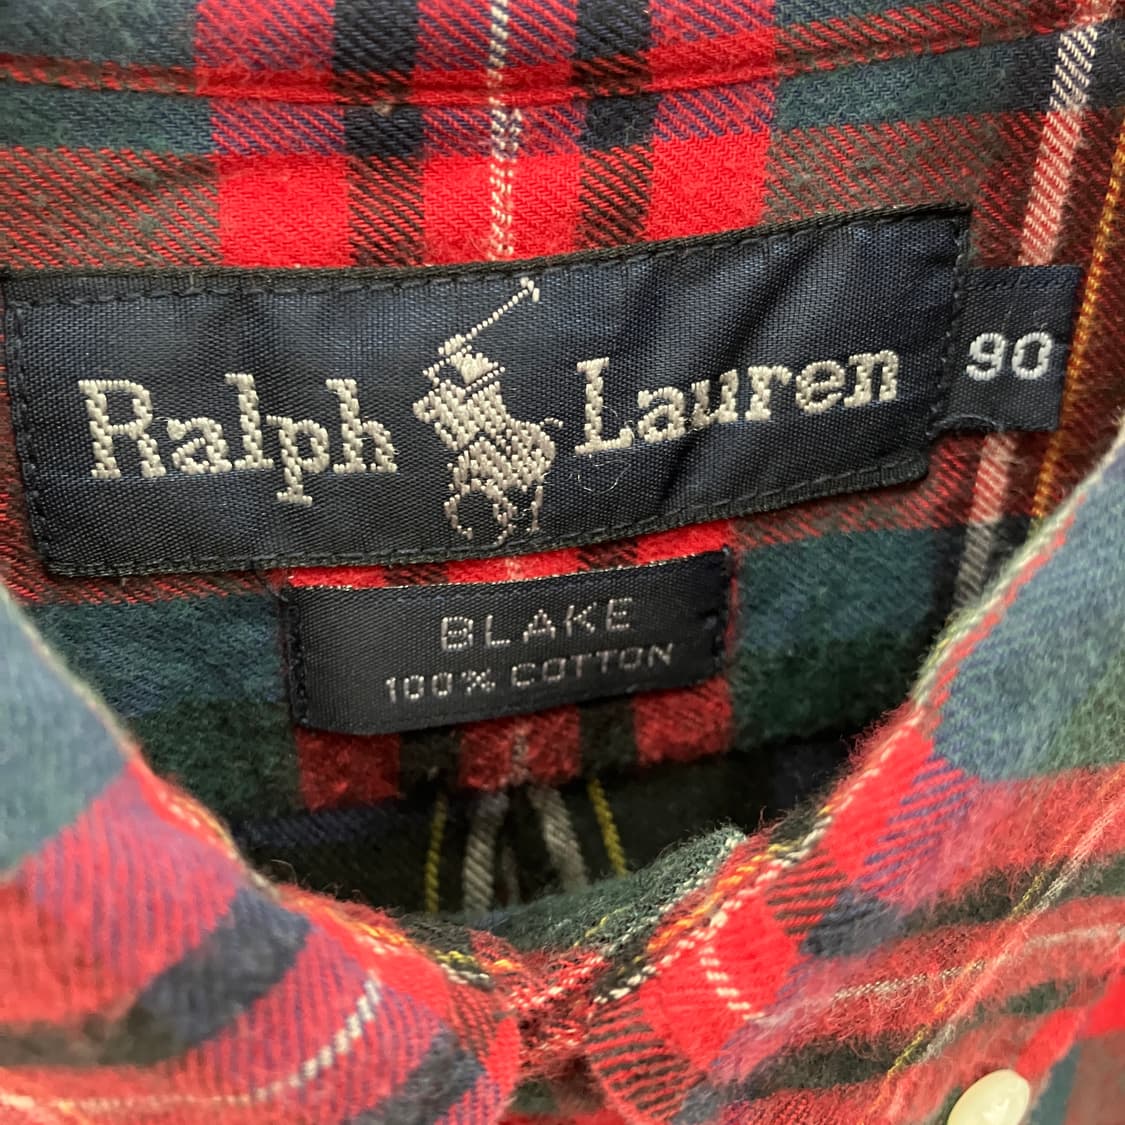 Ralph Lauren
90
BLAKE
100% COTTON